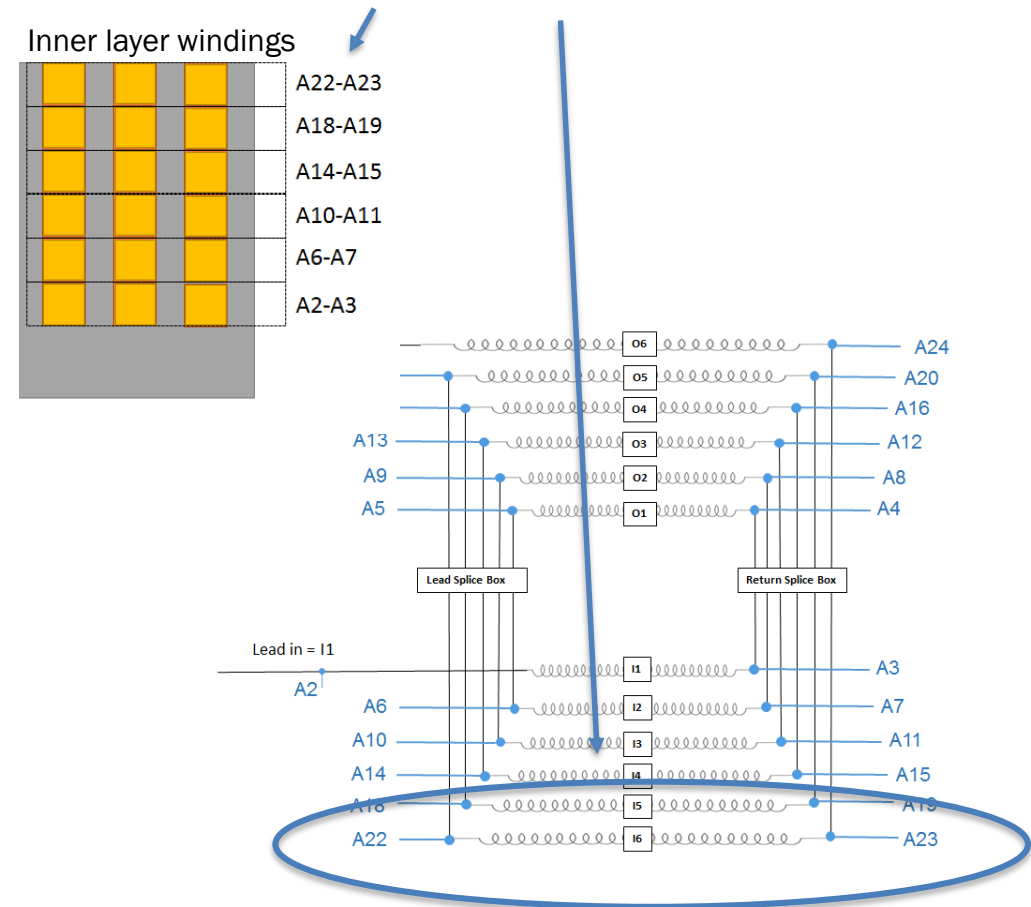 Inner layer windings
A22-A23
A18-A19
A14-A15
A10-A11
A6-A7
A2-A3
O6 A24
O5 A20
O4 A16
A13 O3 A12
A9 O2 A8
A5 O1 A4
Lead Splice Box Return Splice Box
Lead in = I1
A2 I1 A3
A6 I2 A7
A10 I3 A11
A14 I4 A15
A18 I5 A19
A22 I6 A23